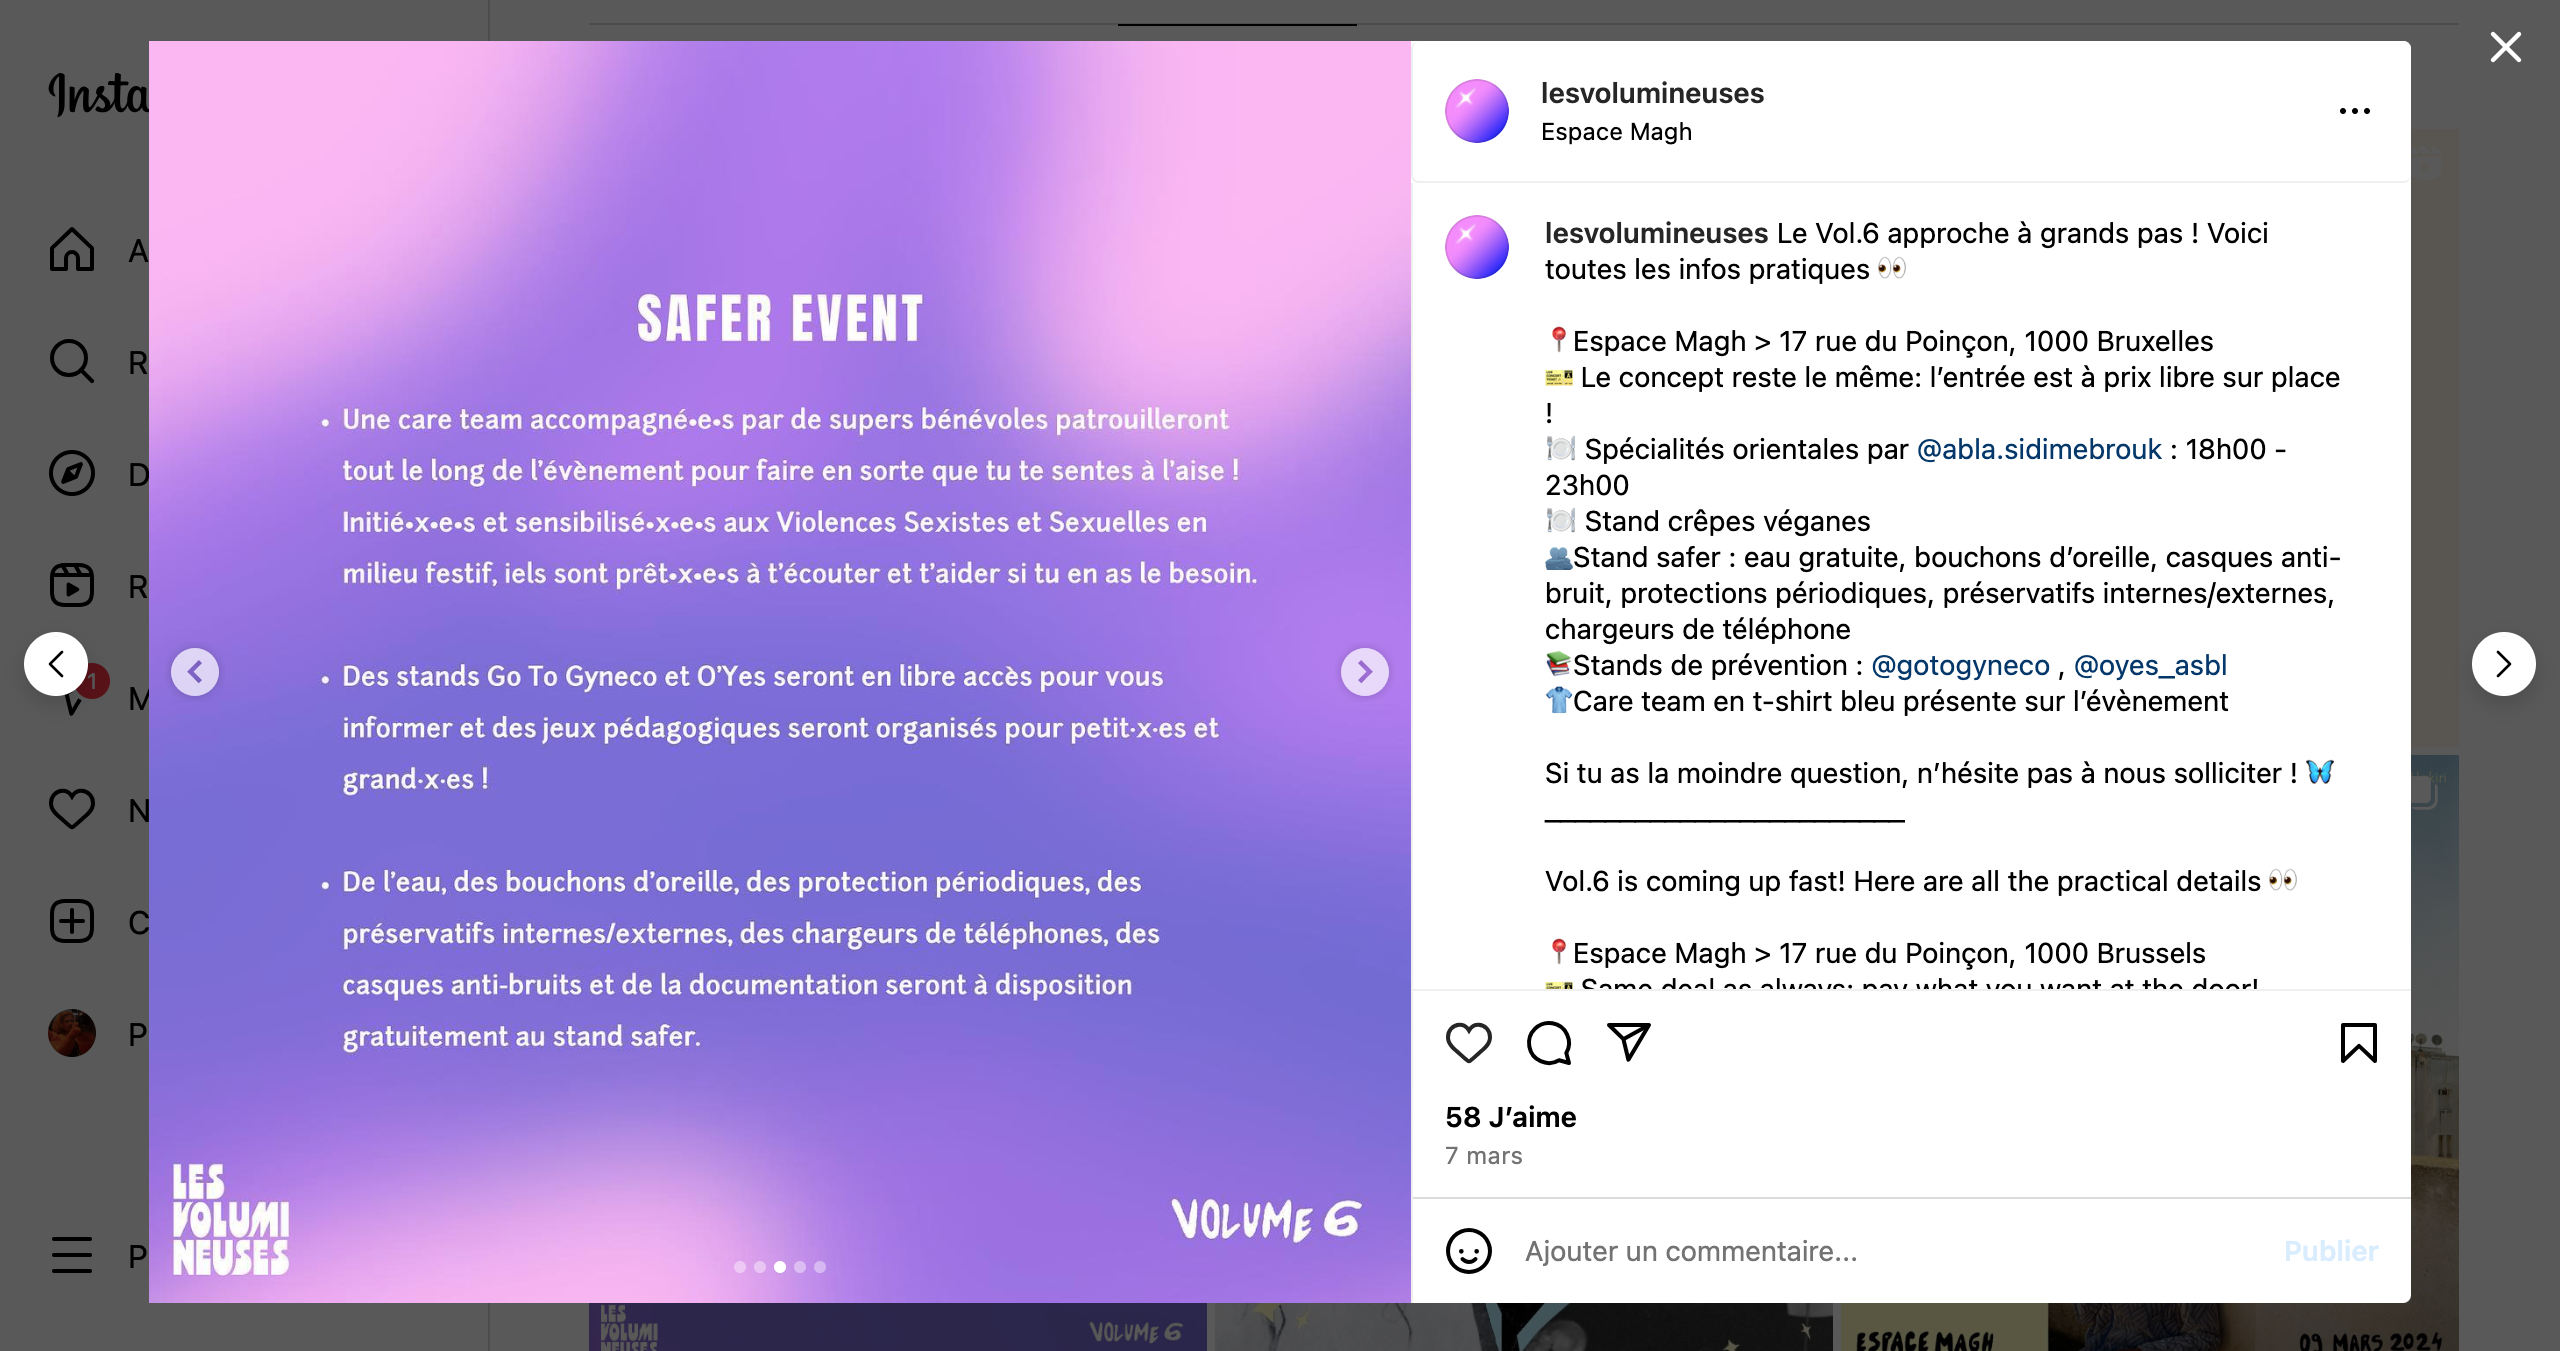 Insta
A
R
D
R
M
1
N
C
P
P
SAFER EVENT
• Une care team accompagné•e•s par de supers bénévoles patrouilleront
tout le long de l'évènement pour faire en sorte que tu te sentes à l'aise !
Initié•x•e•s et sensibilisé•x•e•s aux Violences Sexistes et Sexuelles en
milieu festif, iels sont prêt•x•e•s à t'écouter et t'aider si tu en as le besoin.
• Des stands Go To Gyneco et O'Yes seront en libre accès pour vous
informer et des jeux pédagogiques seront organisés pour petit·x·es et
grand·x·es !
• De l'eau, des bouchons d'oreille, des protection périodiques, des
préservatifs internes/externes, des chargeurs de téléphones, des
casques anti-bruits et de la documentation seront à disposition
gratuitement au stand safer.
LES
VOLUMI
NEUSES
VOLUME 6
lesvolumineuses
Espace Magh
lesvolumineuses Le Vol.6 approche à grands pas ! Voici
toutes les infos pratiques 👀
📍Espace Magh > 17 rue du Poinçon, 1000 Bruxelles
🎫 Le concept reste le même: l'entrée est à prix libre sur place
!
🍽️ Spécialités orientales par @abla.sidimebrouk : 18h00 -
23h00
🍽️ Stand crêpes véganes
🫂Stand safer : eau gratuite, bouchons d'oreille, casques anti-
bruit, protections périodiques, préservatifs internes/externes,
chargeurs de téléphone
📚Stands de prévention : @gotogyneco , @oyes_asbl
👕Care team en t-shirt bleu présente sur l'évènement
Si tu as la moindre question, n'hésite pas à nous solliciter ! 🦋
________________________
Vol.6 is coming up fast! Here are all the practical details 👀
📍Espace Magh > 17 rue du Poinçon, 1000 Brussels
🎫 Same deal as always: pay what you want at the door!
58 J'aime
7 mars
Ajouter un commentaire...
Publier
LES
VOLUMI
NEUSES
VOLUME 6
ESPACE MAGH
09 MARS 2024